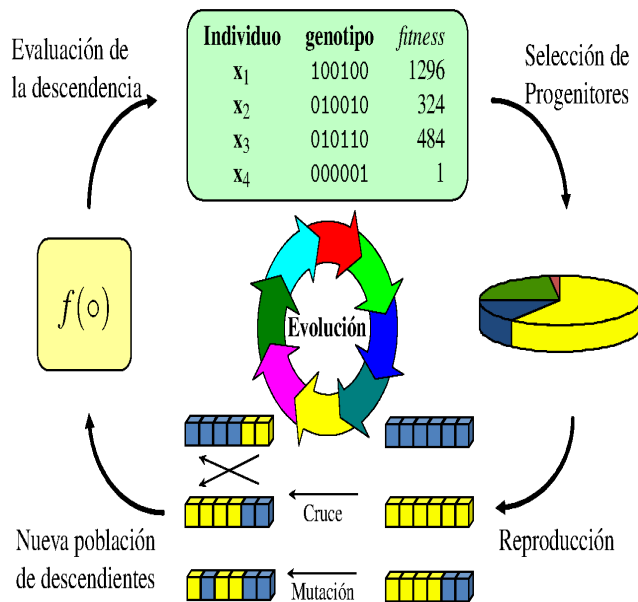 Evaluación de
la descendencia
Individuo genotipo fitness
x1 100100 1296
x2 010010 324
x3 010110 484
x4 000001 1
Selección de
Progenitores
f(∘)
Evolución
Cruce
Reproducción
Nueva población
de descendientes
Mutación